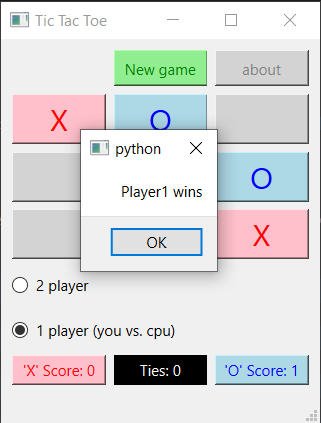 Tic Tac Toe
New game
about
X
O
python
Player1 wins
O
OK
X
2 player
1 player (you vs. cpu)
'X' Score: 0
Ties: 0
'O' Score: 1